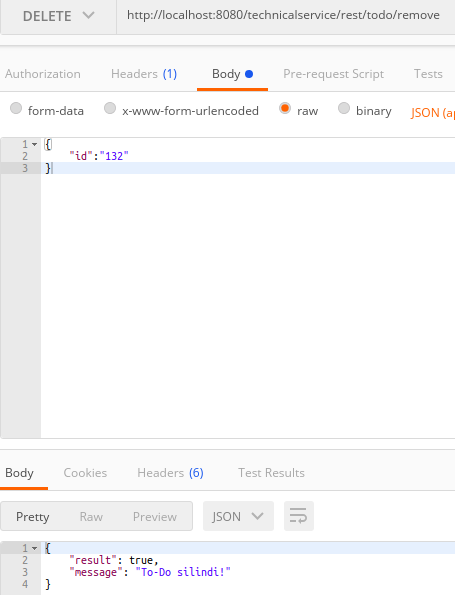 DELETE http://localhost:8080/technicalservice/rest/todo/remove
Authorization Headers (1) Body Pre-request Script Tests
form-data x-www-form-urlencoded raw binary JSON (ap
1 {
2 "id":"132"
3 }
Body Cookies Headers (6) Test Results
Pretty Raw Preview JSON
1 {
2 "result": true,
3 "message": "To-Do silindi!"
4 }